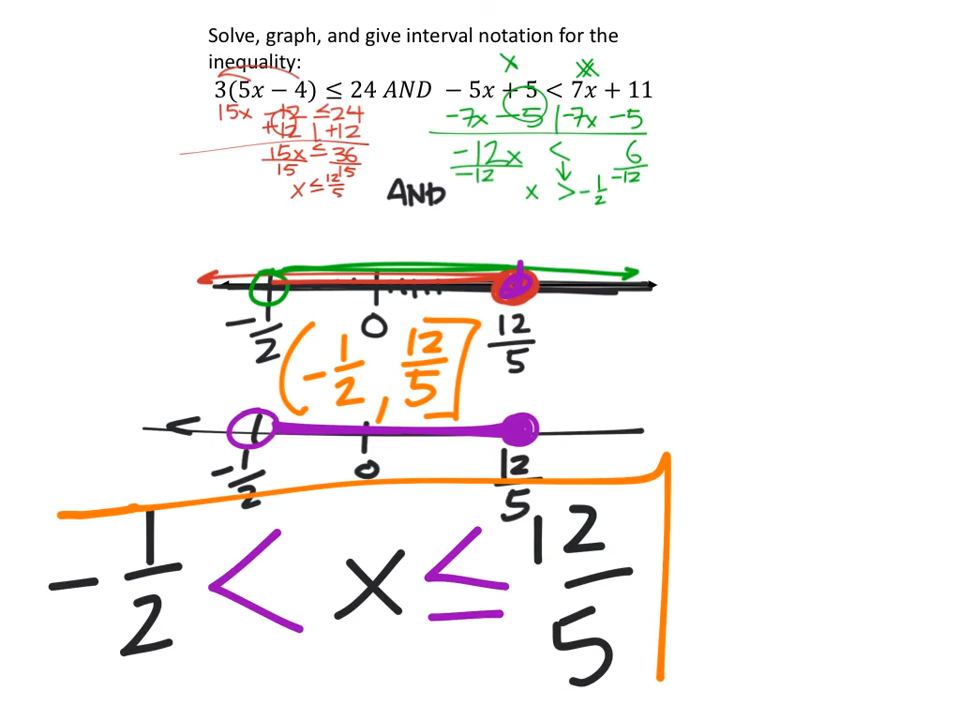 Solve, graph, and give interval notation for the
inequality:
x x
3(5x − 4) ≤ 24 AND − 5x + 5 < 7x + 11
15x −12 ≤24
+12 | +12
−7x −5 | −7x −5
15x ≤ 36
15 15
x ≤ 12/5
−12x < 6
−12 −12
x > −1/2
AND
−1/2 0 12/5
(−1/2, 12/5]
−1/2 0 12/5
−1/2 < x ≤ 12/5